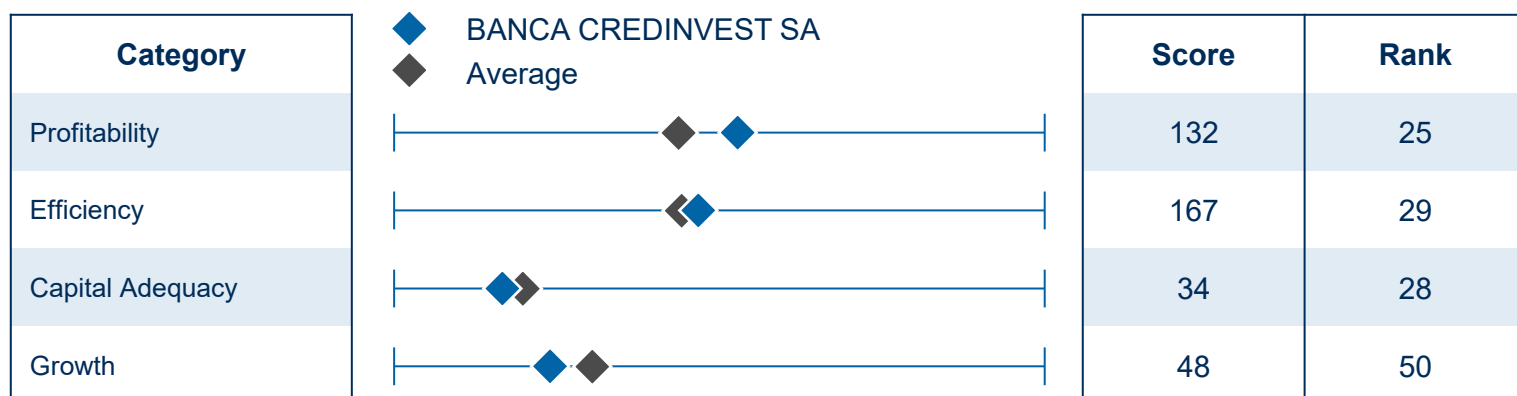 Category
BANCA CREDINVEST SA
Average
Score Rank
Profitability 132 25
Efficiency 167 29
Capital Adequacy 34 28
Growth 48 50